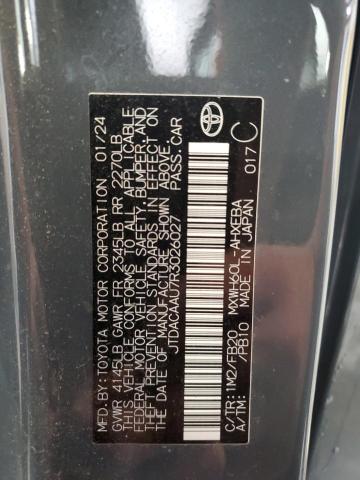 MFD.BY:TOYOTA MOTOR CORPORATION 01/24
GVWR 4145LB GAWR FR 2345LB RR 2270LB
THIS VEHICLE CONFORMS TO ALL APPLICABLE
FEDERAL MOTOR VEHICLE SAFETY, BUMPER, AND
THEFT PREVENTION STANDARDS IN EFFECT ON
THE DATE OF MANUFACTURE SHOWN ABOVE.
JTDACAAU7R3026027 PASS.CAR
017 C
C/TR:1M2/FB20 MXWH60L-AHXEBA
A/TM: /PB10 MADE IN JAPAN